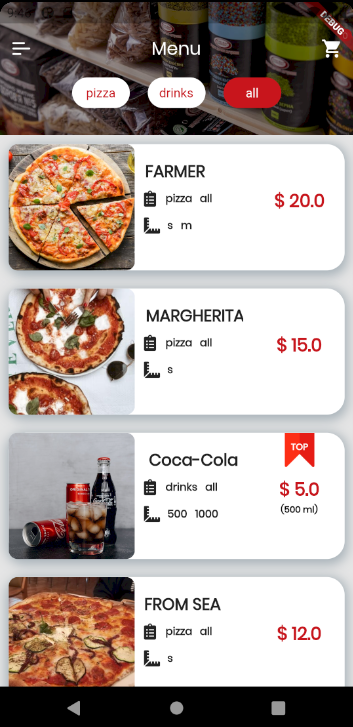 DEBUG
Menu
pizza drinks all
FARMER
pizza all
s m
$ 20.0
MARGHERITA
pizza all
s
$ 15.0
TOP
Coca-Cola
drinks all
500 1000
$ 5.0
(500 ml)
FROM SEA
pizza all
s
$ 12.0